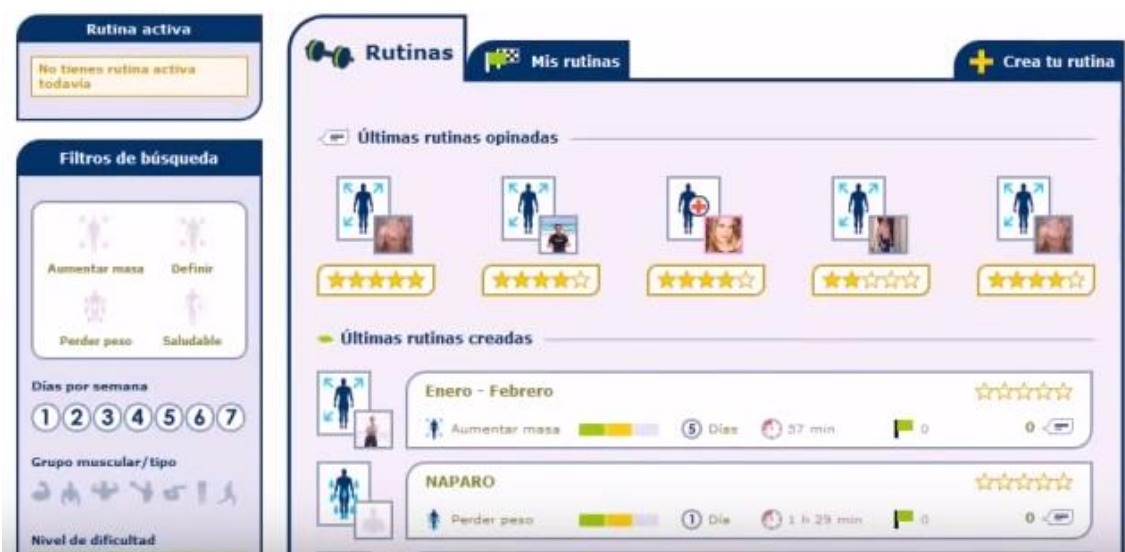 Rutina activa
No tienes rutina activa
todavía
Filtros de búsqueda
Aumentar masa Definir
Perder peso Saludable
Días por semana
1 2 3 4 5 6 7
Grupo muscular/tipo
Nivel de dificultad
Rutinas
Mis rutinas
Crea tu rutina
Últimas rutinas opinadas
Últimas rutinas creadas
Enero - Febrero
Aumentar masa 5 Días 57 min 0 0
NAPARO
Perder peso 1 Día 1 h 29 min 0 0